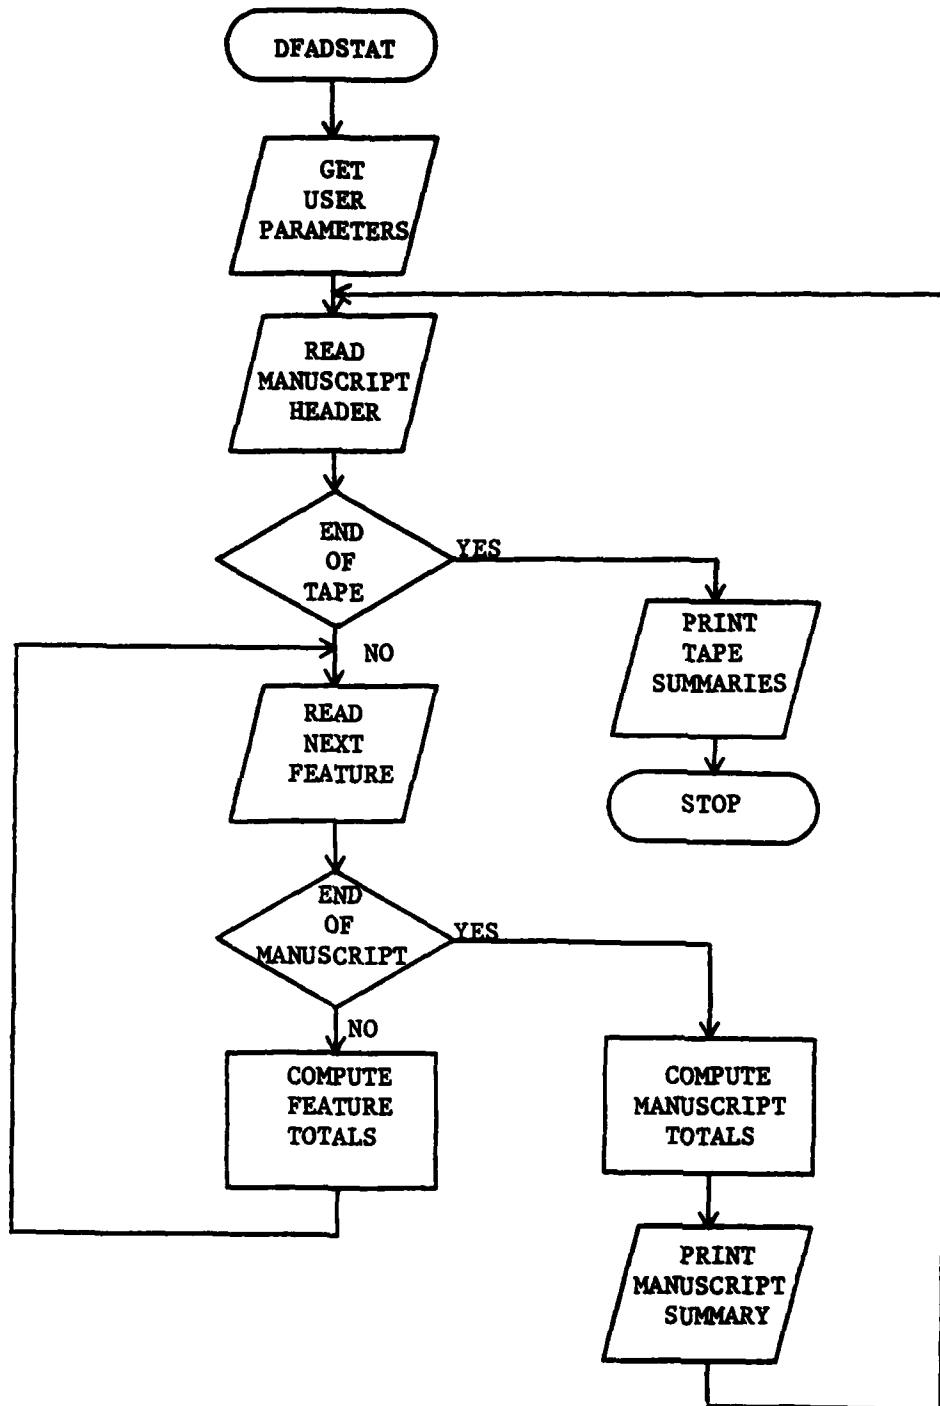 DFADSTAT
GET
USER
PARAMETERS
READ
MANUSCRIPT
HEADER
END
OF
TAPE
YES
NO
PRINT
TAPE
SUMMARIES
STOP
READ
NEXT
FEATURE
END
OF
MANUSCRIPT
YES
NO
COMPUTE
FEATURE
TOTALS
COMPUTE
MANUSCRIPT
TOTALS
PRINT
MANUSCRIPT
SUMMARY